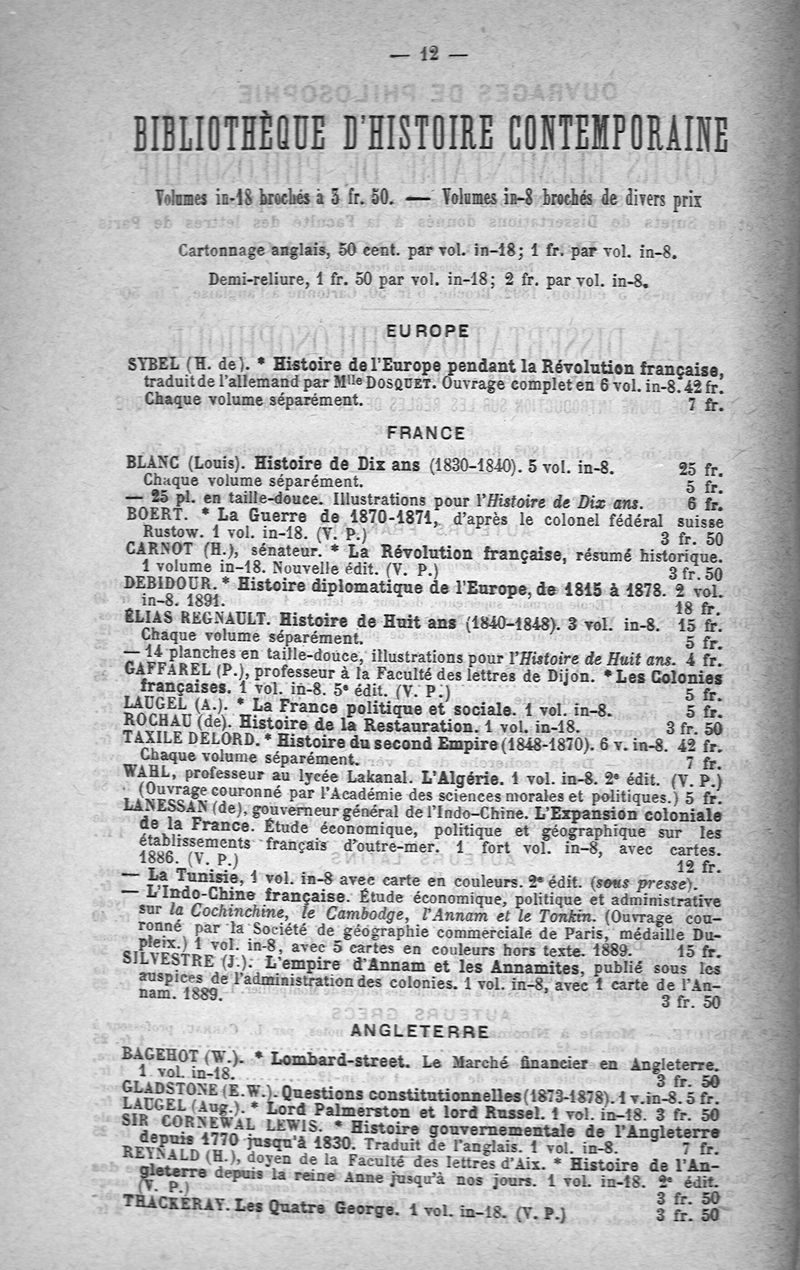 — 12 —
BIBLIOTHÈQUE D'HISTOIRE CONTEMPORAINE
Volumes in-18 brochés à 3 fr. 50. — Volumes in-8 brochés de divers prix
Cartonnage anglais, 50 cent. par vol. in-18; 1 fr. par vol. in-8.
Demi-reliure, 1 fr. 50 par vol. in-18; 2 fr. par vol. in-8.
EUROPE
SYBEL (H. de). * Histoire de l'Europe pendant la Révolution française,
traduit de l'allemand par Mlle DOSQUET. Ouvrage complet en 6 vol. in-8. 42 fr.
Chaque volume séparément. 7 fr.
FRANCE
BLANC (Louis). Histoire de Dix ans (1830-1840). 5 vol. in-8. 25 fr.
Chaque volume séparément. 5 fr.
— 25 pl. en taille-douce. Illustrations pour l'Histoire de Dix ans. 6 fr.
BOERT. * La Guerre de 1870-1871, d'après le colonel fédéral suisse
Rustow. 1 vol. in-18. (V. P.) 3 fr. 50
CARNOT (H.), sénateur. * La Révolution française, résumé historique.
1 volume in-18. Nouvelle édit. (V. P.) 3 fr. 50
DEBIDOUR. * Histoire diplomatique de l'Europe, de 1815 à 1878. 2 vol.
in-8. 1891. 18 fr.
ÉLIAS REGNAULT. Histoire de Huit ans (1840-1848). 3 vol. in-8. 15 fr.
Chaque volume séparément. 5 fr.
— 14 planches en taille-douce, illustrations pour l'Histoire de Huit ans. 4 fr.
GAFFAREL (P.), professeur à la Faculté des lettres de Dijon. * Les Colonies
françaises. 1 vol. in-8. 5e édit. (V. P.) 5 fr.
LAUGEL (A.). * La France politique et sociale. 1 vol. in-8. 5 fr.
ROCHAU (de). Histoire de la Restauration. 1 vol. in-18. 3 fr. 50
TAXILE DELORD. * Histoire du second Empire (1848-1870). 6 v. in-8. 42 fr.
Chaque volume séparément. 7 fr.
WAHL, professeur au lycée Lakanal. L'Algérie. 1 vol. in-8. 2e édit. (V. P.)
(Ouvrage couronné par l'Académie des sciences morales et politiques.) 5 fr.
LANESSAN (de), gouverneur général de l'Indo-Chine. L'Expansion coloniale
de la France. Étude économique, politique et géographique sur les
établissements français d'outre-mer. 1 fort vol. in-8, avec cartes.
1886. (V. P.) 12 fr.
— La Tunisie, 1 vol. in-8 avec carte en couleurs. 2e édit. (sous presse).
— L'Indo-Chine française. Étude économique, politique et administrative
sur la Cochinchine, le Cambodge, l'Annam et le Tonkin. (Ouvrage cou-
ronné par la Société de géographie commerciale de Paris, médaille Du-
pleix.) 1 vol. in-8, avec 5 cartes en couleurs hors texte. 1889. 15 fr.
SILVESTRE (J.). L'empire d'Annam et les Annamites, publié sous les
auspices de l'administration des colonies. 1 vol. in-8, avec 1 carte de l'An-
nam. 1889. 3 fr. 50
ANGLETERRE
BAGEHOT (W.). * Lombard-street. Le Marché financier en Angleterre.
1 vol. in-18. 3 fr. 50
GLADSTONE (E.W.). Questions constitutionnelles (1873-1878). 1 v. in-8. 5 fr.
LAUGEL (Aug.). * Lord Palmerston et lord Russel. 1 vol. in-18. 3 fr. 50
SIR CORNEWAL LEWIS. * Histoire gouvernementale de l'Angleterre
depuis 1770 jusqu'à 1830. Traduit de l'anglais. 1 vol. in-8. 7 fr.
REYNALD (H.), doyen de la Faculté des lettres d'Aix. * Histoire de l'An-
gleterre depuis la reine Anne jusqu'à nos jours. 1 vol. in-18. 2e édit.
(V. P.) 3 fr. 50
THACKERAY. Les Quatre George. 1 vol. in-18. (V. P.) 3 fr. 50